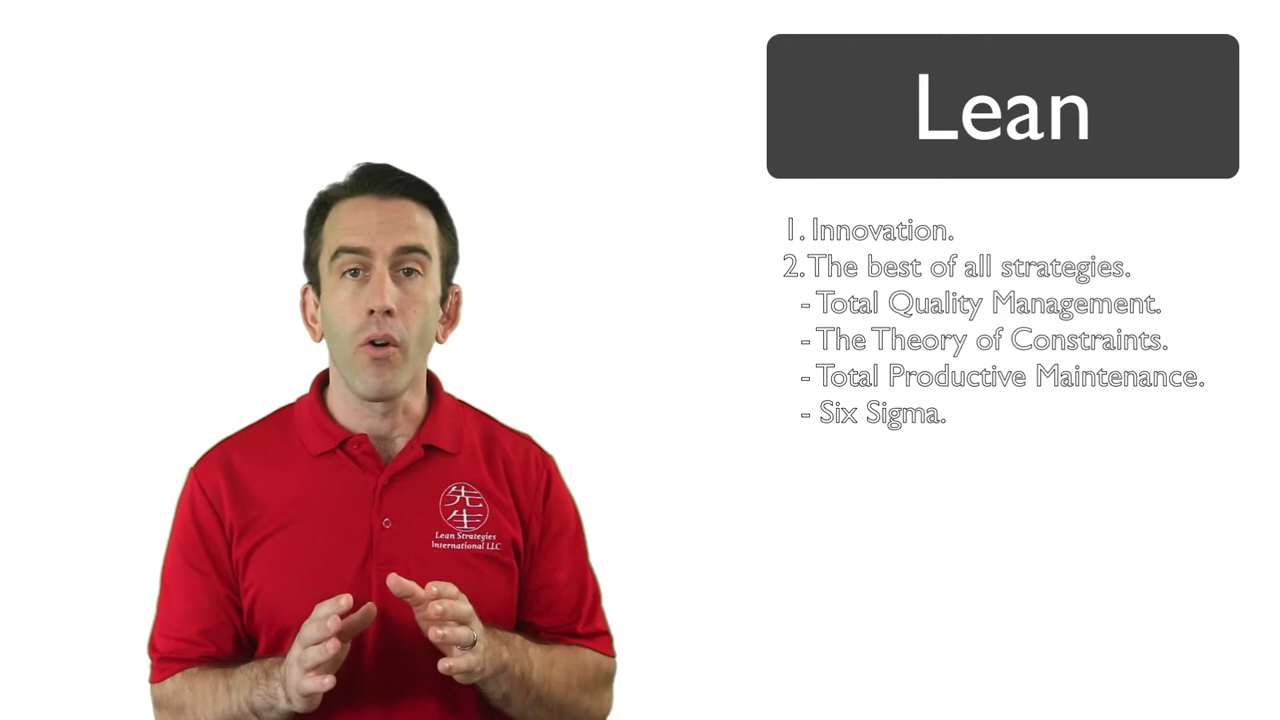 Lean
1. Innovation.
2. The best of all strategies.
- Total Quality Management.
- The Theory of Constraints.
- Total Productive Maintenance.
- Six Sigma.
先
生
Lean Strategies
International LLC